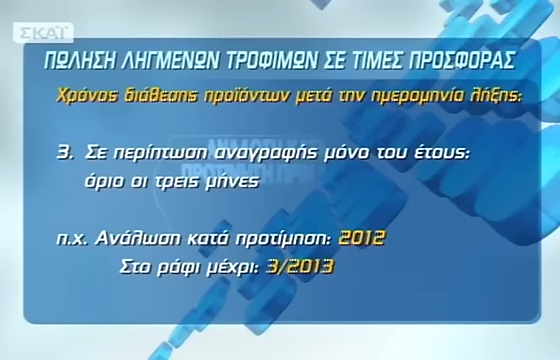 ΣΚΑΪ
ΠΩΛΗΣΗ ΛΗΓΜΕΝΩΝ ΤΡΟΦΙΜΩΝ ΣΕ ΤΙΜΕΣ ΠΡΟΣΦΟΡΑΣ
Χρόνος διάθεσης προϊόντων μετά την ημερομηνία λήξης:
3. Σε περίπτωση αναγραφής μόνο του έτους:
όριο οι τρεις μήνες
π.χ. Ανάλωση κατά προτίμηση: 2012
Στο ράφι μέχρι: 3/2013